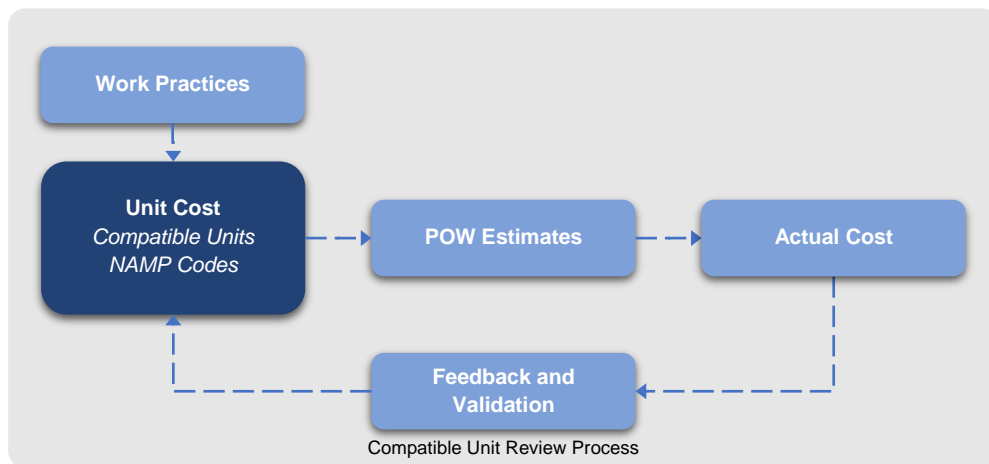 Work Practices
Unit Cost
Compatible Units
NAMP Codes
POW Estimates
Actual Cost
Feedback and
Validation
Compatible Unit Review Process